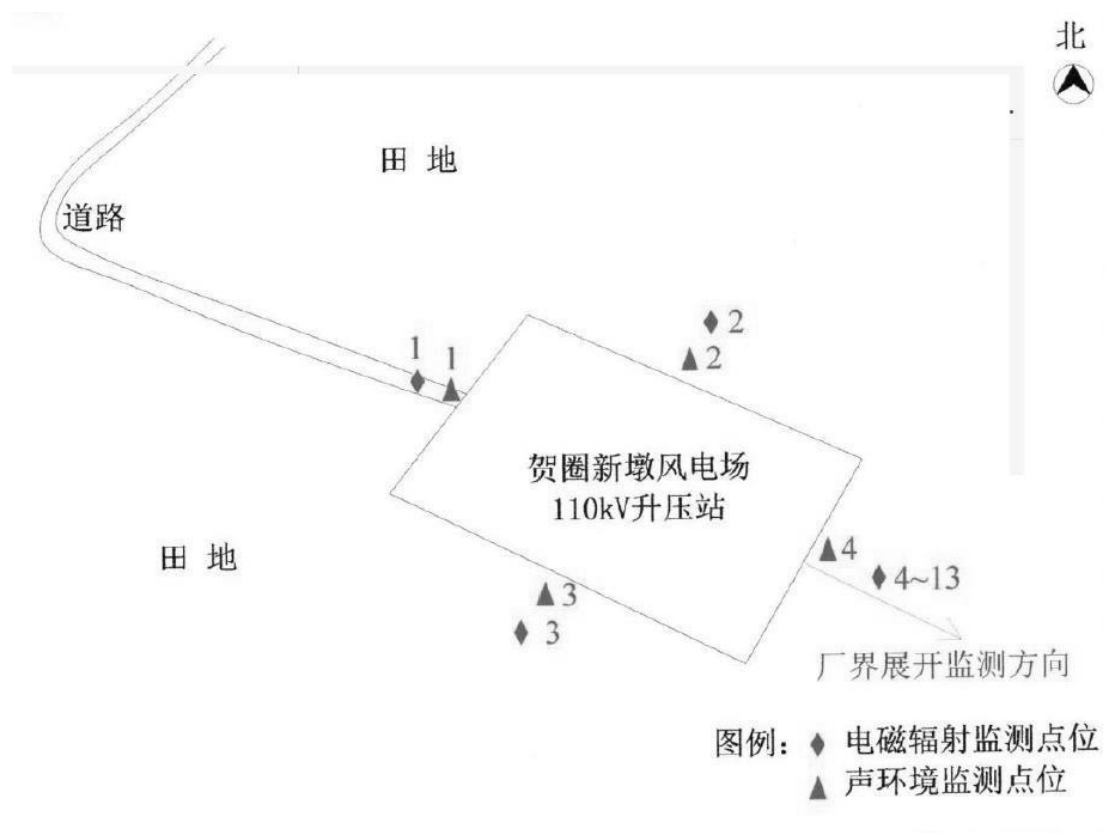 北
田 地
道路
2
1 1
2
贺圈新墩风电场
110kV升压站
4
田 地
4~13
3
3
厂界展开监测方向
图例： 电磁辐射监测点位
声环境监测点位